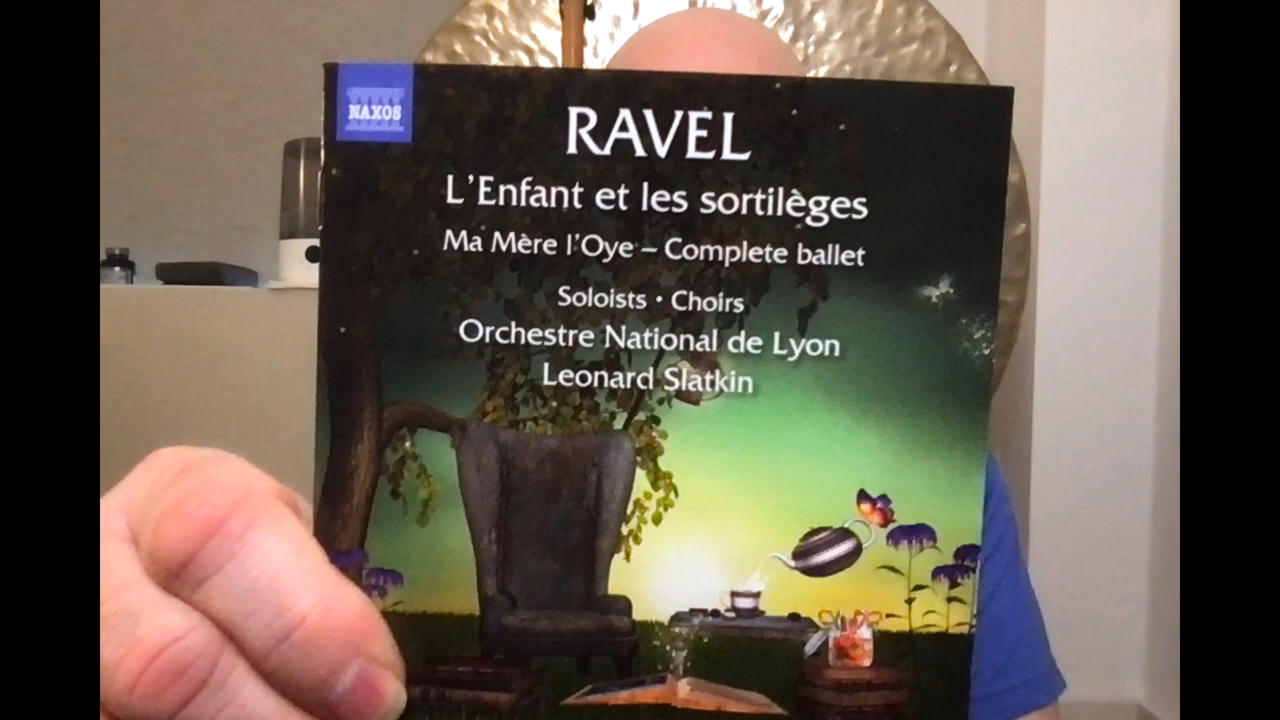 NAXOS
RAVEL
L'Enfant et les sortilèges
Ma Mère l'Oye – Complete ballet
Soloists • Choirs
Orchestre National de Lyon
Leonard Slatkin